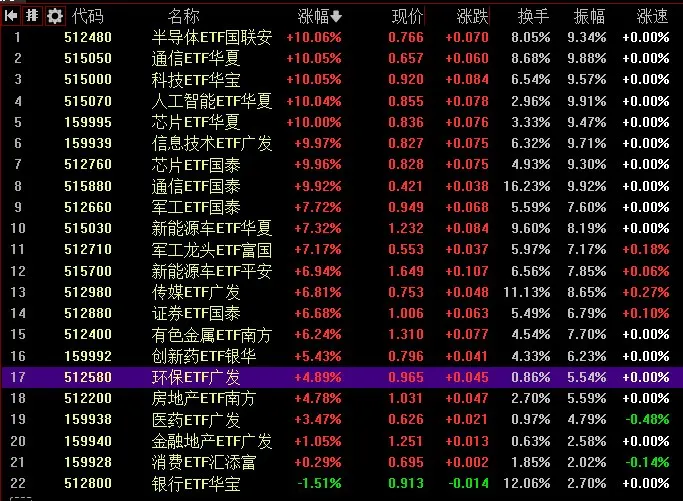 代码 名称 涨幅 现价 涨跌 换手 振幅 涨速
1 512480 半导体ETF国联安 +10.06% 0.766 +0.070 8.05% 9.34% +0.00%
2 515050 通信ETF华夏 +10.05% 0.657 +0.060 8.68% 9.88% +0.00%
3 515000 科技ETF华宝 +10.05% 0.920 +0.084 6.54% 9.57% +0.00%
4 515070 人工智能ETF华夏 +10.04% 0.855 +0.078 2.96% 9.91% +0.00%
5 159995 芯片ETF华夏 +10.00% 0.836 +0.076 3.33% 9.47% +0.00%
6 159939 信息技术ETF广发 +9.97% 0.827 +0.075 6.32% 9.71% +0.00%
7 512760 芯片ETF国泰 +9.96% 0.828 +0.075 4.93% 9.30% +0.00%
8 515880 通信ETF国泰 +9.92% 0.421 +0.038 16.23% 9.92% +0.00%
9 512660 军工ETF国泰 +7.72% 0.949 +0.068 5.59% 7.60% +0.00%
10 515030 新能源车ETF华夏 +7.32% 1.232 +0.084 9.60% 8.19% +0.00%
11 512710 军工龙头ETF富国 +7.17% 0.553 +0.037 5.97% 7.17% +0.18%
12 515700 新能源车ETF平安 +6.94% 1.649 +0.107 6.56% 7.85% +0.06%
13 512980 传媒ETF广发 +6.81% 0.753 +0.048 11.13% 8.65% +0.27%
14 512880 证券ETF国泰 +6.68% 1.006 +0.063 5.49% 6.79% +0.10%
15 512400 有色金属ETF南方 +6.24% 1.310 +0.077 4.54% 7.70% +0.00%
16 159992 创新药ETF银华 +5.43% 0.796 +0.041 4.33% 6.23% +0.00%
17 512580 环保ETF广发 +4.89% 0.965 +0.045 0.86% 5.54% +0.00%
18 512200 房地产ETF南方 +4.78% 1.031 +0.047 2.70% 5.59% +0.00%
19 159938 医药ETF广发 +3.47% 0.626 +0.021 0.97% 4.79% -0.48%
20 159940 金融地产ETF广发 +1.05% 1.251 +0.013 0.63% 2.58% +0.00%
21 159928 消费ETF汇添富 +0.29% 0.695 +0.002 1.85% 2.02% -0.14%
22 512800 银行ETF华宝 -1.51% 0.913 -0.014 12.06% 2.70% +0.00%